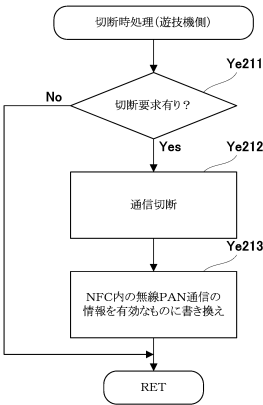 切断時処理(遊技機側)
Ye211
切断要求有り?
No
Yes
Ye212
通信切断
Ye213
NFC内の無線PAN通信の
情報を有効なものに書き換え
RET